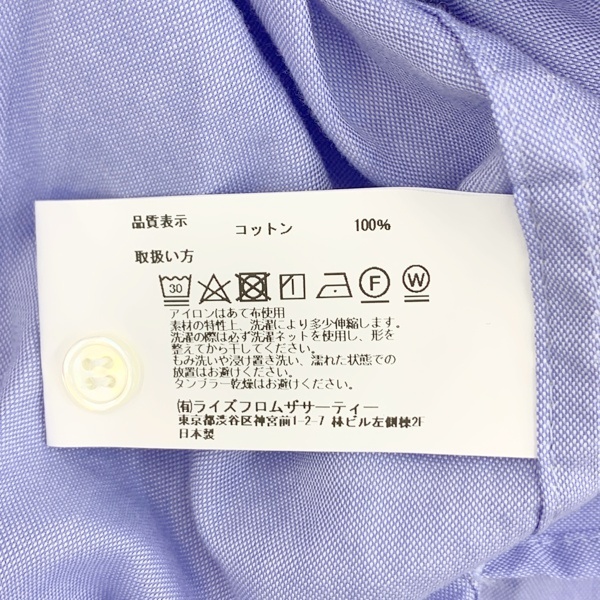 品質表示 コットン 100%
取扱い方
30 F W
アイロンはあて布使用
素材の特性上、洗濯により多少伸縮します。
洗濯の際は必ず洗濯ネットを使用し、形を
整えてから干してください。
もみ洗いや浸け置き洗い、濡れた状態での
放置はお避けください。
タンブラー乾燥はお避けください。
(有)ライズフロムザサーティー
東京都渋谷区神宮前1-2-7 林ビル左側棟2F
日本製